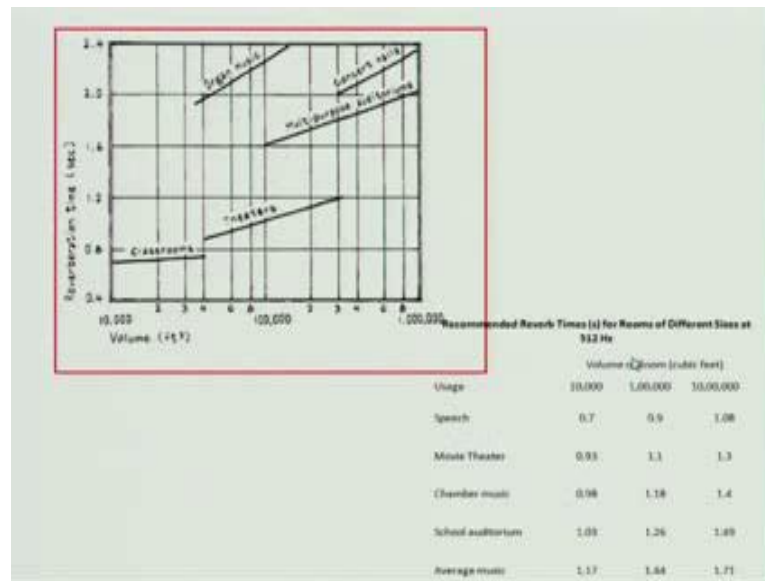 2.4
Organ music
Concert halls
2.0
Multi-purpose auditoriums
Reverberation time (sec)
1.6
1.2
Theaters
0.8
Classrooms
0.4
2 3 4 6 8 2 3 4 6 8
10,000 100,000 1,000,000
Volume (ft³)
Recommended Reverb Times (s) for Rooms of Different Sizes at
512 Hz
Volume of Room (cubic feet)
Usage 10,000 1,00,000 10,00,000
Speech 0.7 0.9 1.08
Movie Theater 0.93 1.1 1.3
Chamber music 0.98 1.18 1.4
School auditorium 1.03 1.26 1.49
Average music 1.17 1.44 1.71